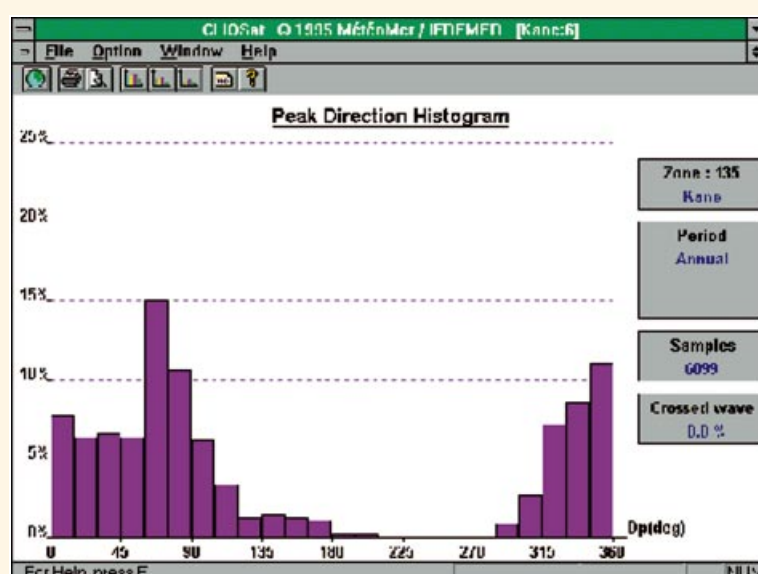 CLIOSat © 1995 MétéoMer / IFREMER [Kane:6]
File Option Window Help
Peak Direction Histogram
25%
20%
15%
10%
5%
0%
0 45 90 135 180 225 270 315 360
Dp(deg)
Zone : 135
Kane
Period
Annual
Samples
6099
Crossed wave
0.0 %
For Help, press F